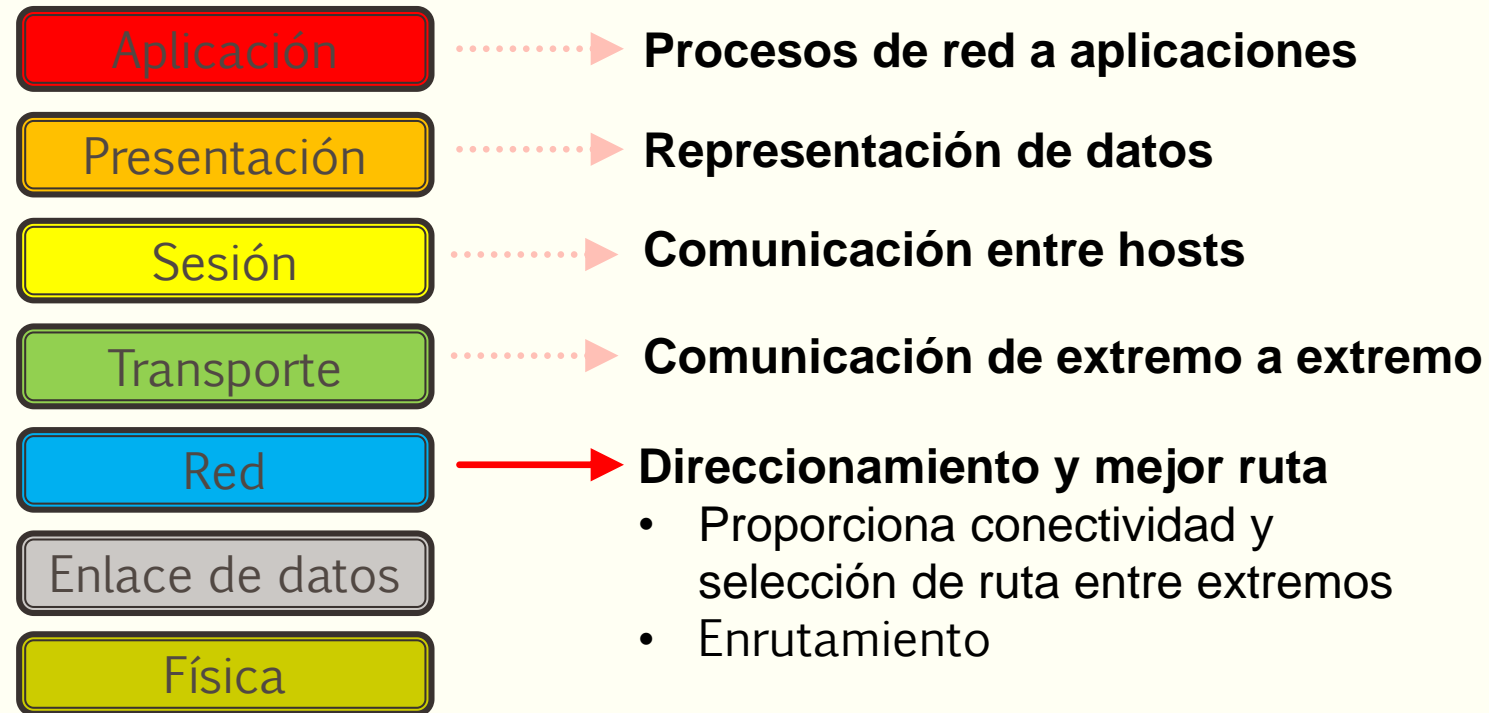 Aplicación
Procesos de red a aplicaciones
Presentación
Representación de datos
Sesión
Comunicación entre hosts
Transporte
Comunicación de extremo a extremo
Red
Direccionamiento y mejor ruta
• Proporciona conectividad y
selección de ruta entre extremos
• Enrutamiento
Enlace de datos
Física